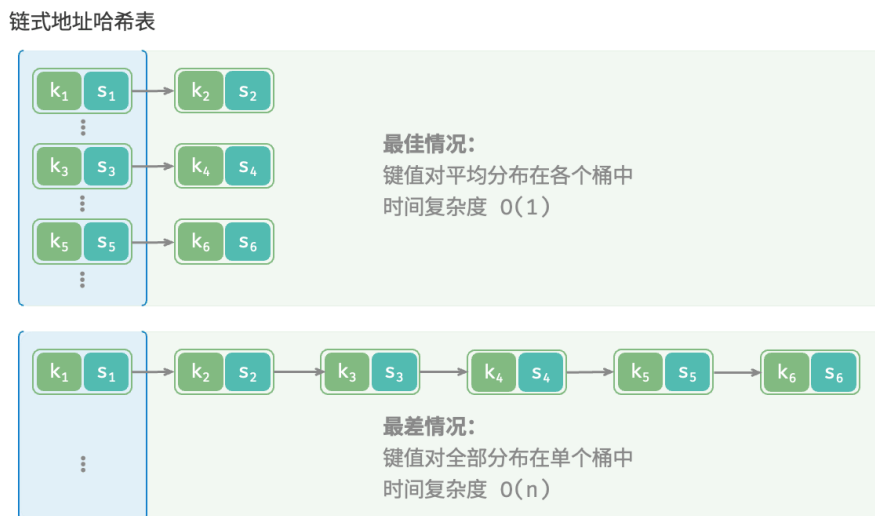 链式地址哈希表
k₁ s₁ k₂ s₂
k₃ s₃ k₄ s₄
k₅ s₅ k₆ s₆
最佳情况：
键值对平均分布在各个桶中
时间复杂度 O(1)
k₁ s₁ k₂ s₂ k₃ s₃ k₄ s₄ k₅ s₅ k₆ s₆
最差情况：
键值对全部分布在单个桶中
时间复杂度 O(n)